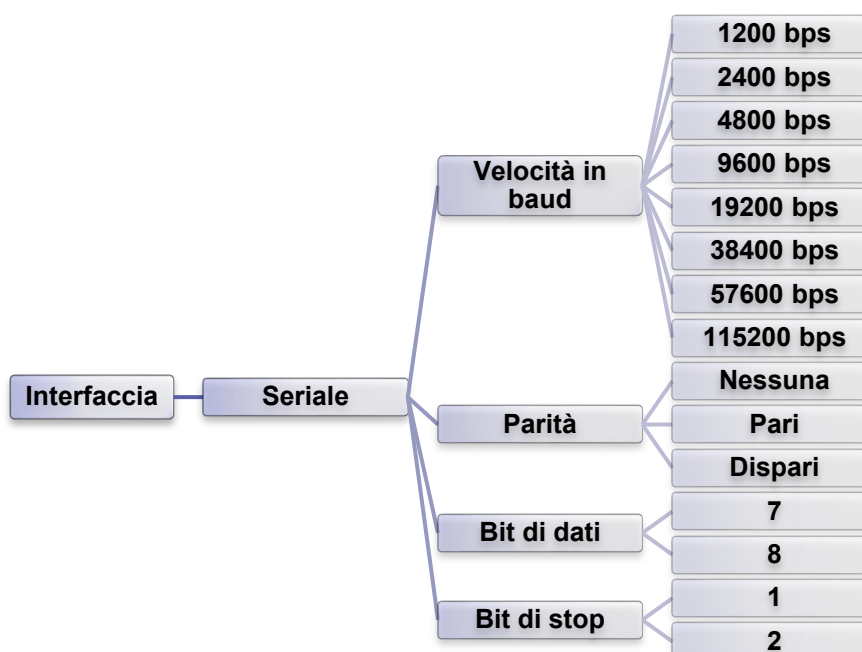 Interfaccia
Seriale
Velocità in
baud
1200 bps
2400 bps
4800 bps
9600 bps
19200 bps
38400 bps
57600 bps
115200 bps
Parità
Nessuna
Pari
Dispari
Bit di dati
7
8
Bit di stop
1
2